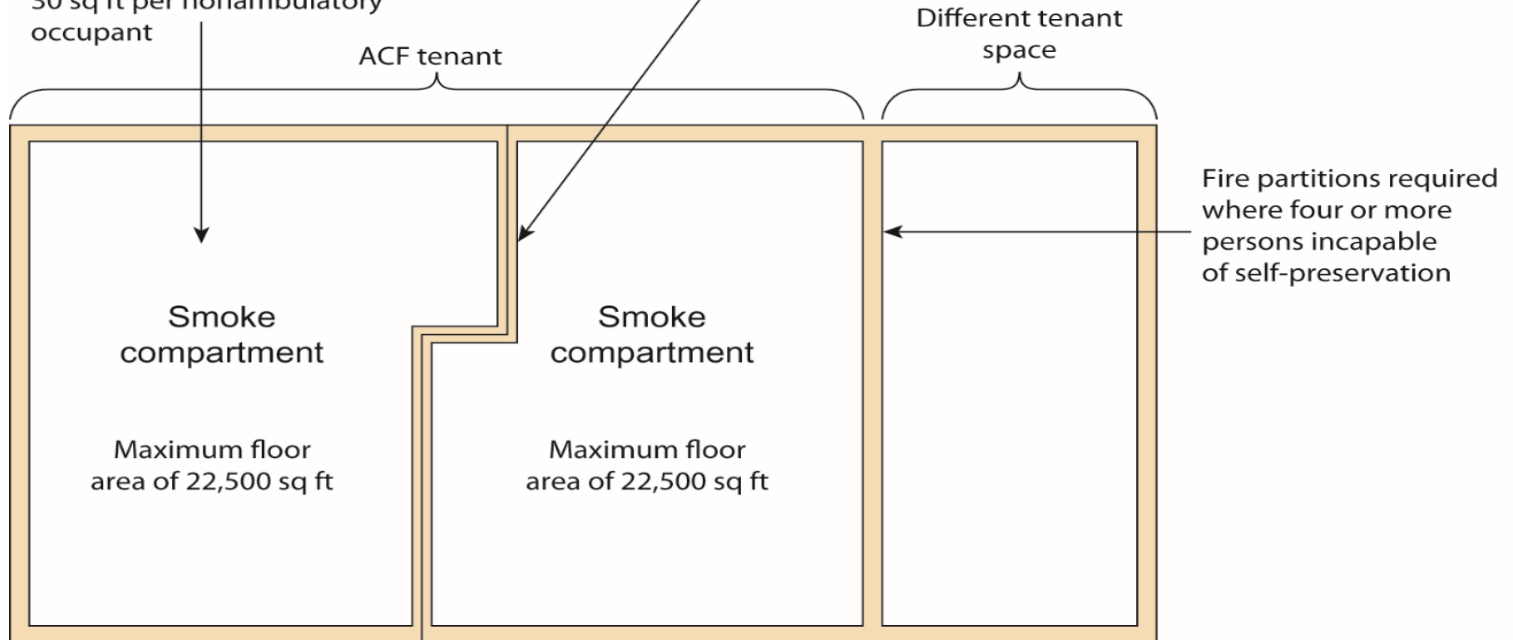 30 sq ft per nonambulatory
occupant
ACF tenant
Different tenant
space
Fire partitions required
where four or more
persons incapable
of self-preservation
Smoke
compartment
Maximum floor
area of 22,500 sq ft
Smoke
compartment
Maximum floor
area of 22,500 sq ft